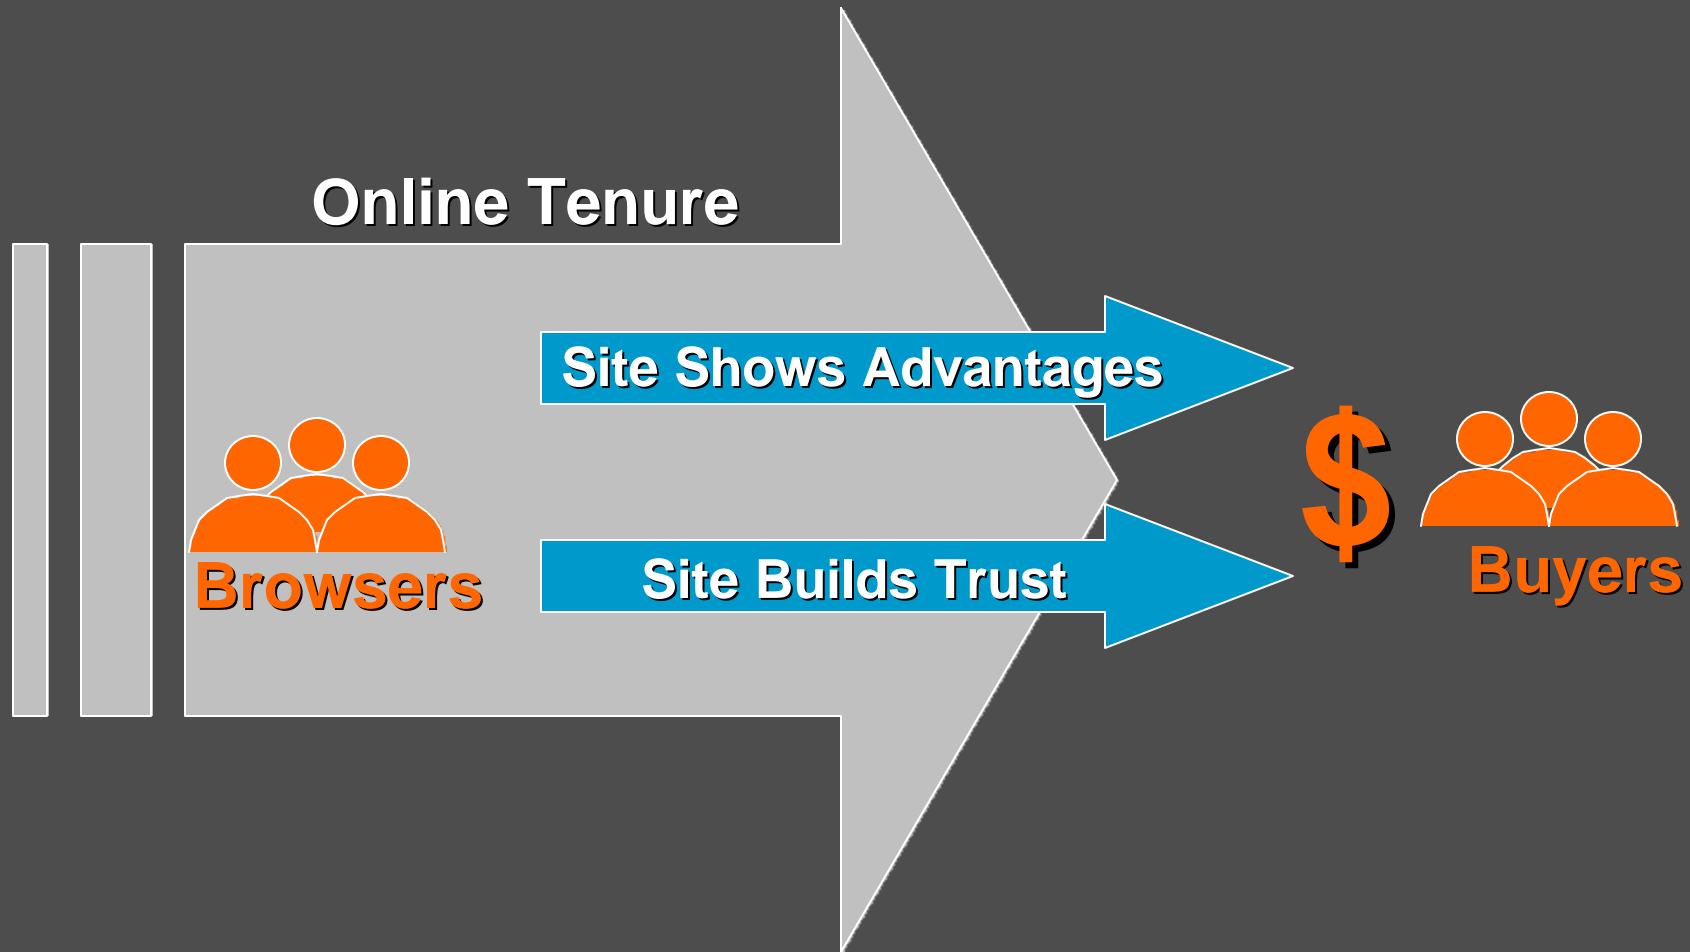 Online Tenure
Site Shows Advantages
Browsers
Site Builds Trust
$
Buyers